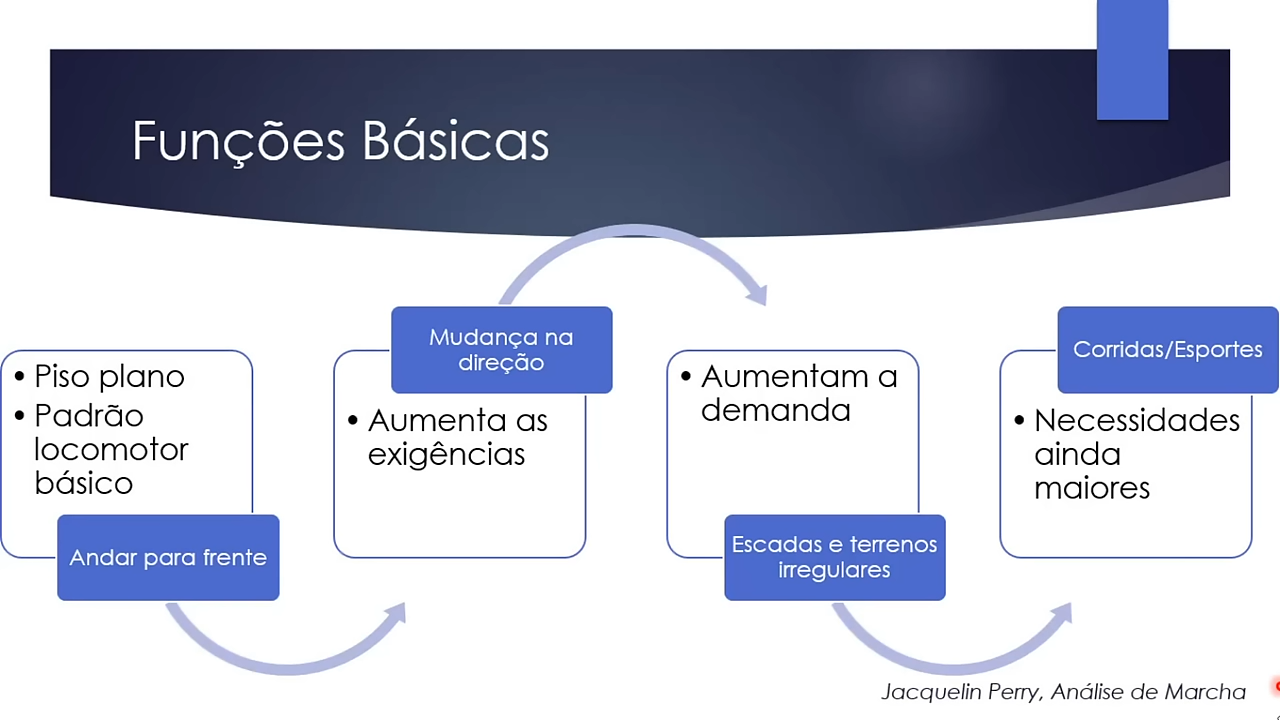 Funções Básicas
• Piso plano
• Padrão
locomotor
básico
Andar para frente
Mudança na
direção
• Aumenta as
exigências
• Aumentam a
demanda
Escadas e terrenos
irregulares
Corridas/Esportes
• Necessidades
ainda
maiores
Jacquelin Perry, Análise de Marcha